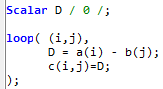 Scalar D / 0 /;
loop( (i,j),
D = a(i) - b(j);
c(i,j)=D;
);